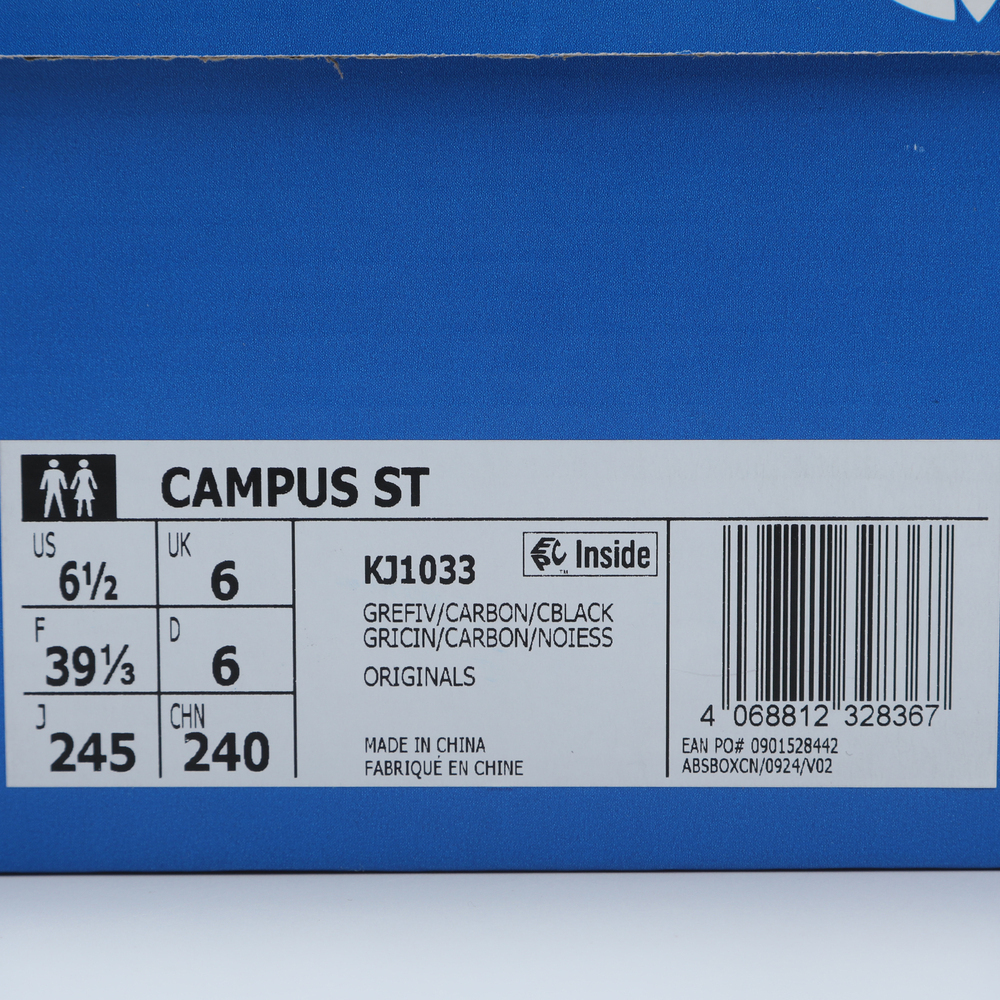 CAMPUS ST
US 6½ UK 6
F 39⅓ D 6
J 245 CHN 240
KJ1033
Inside
™
GREFIV/CARBON/CBLACK
GRICIN/CARBON/NOIESS
ORIGINALS
MADE IN CHINA
FABRIQUÉ EN CHINE
4 068812 328367
EAN PO# 0901528442
ABSBOXCN/0924/V02